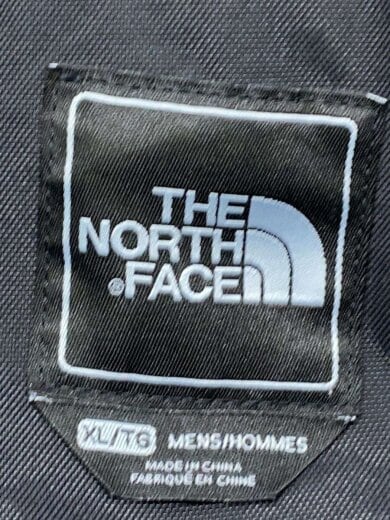 THE
NORTH
®FACE
XL/TG MENS/HOMMES
MADE IN CHINA
FABRIQUÉ EN CHINE